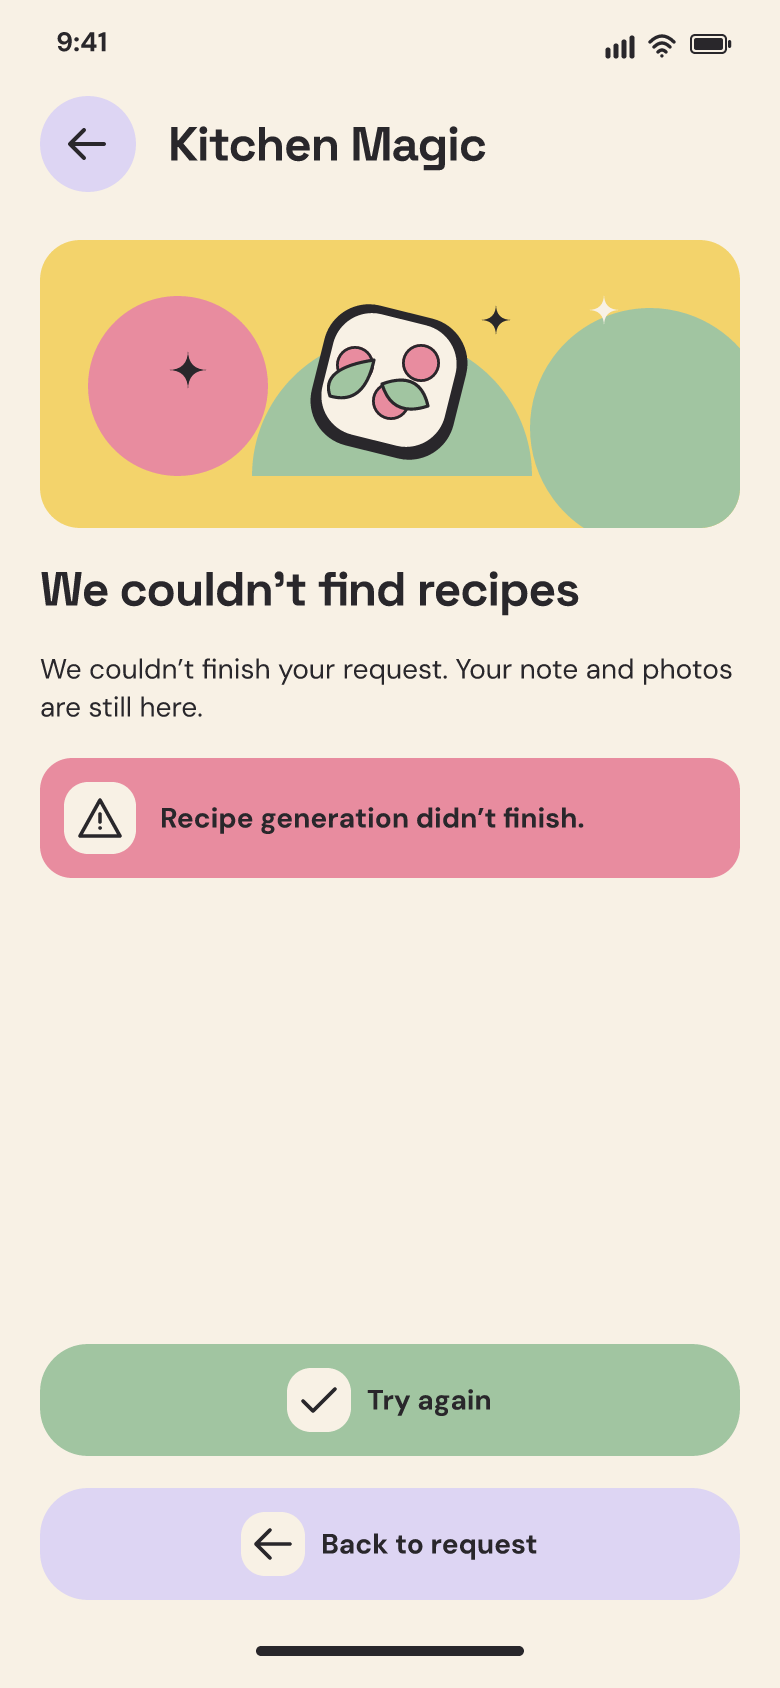 9:41
Kitchen Magic
We couldn’t find recipes
We couldn’t finish your request. Your note and photos
are still here.
Recipe generation didn’t finish.
Try again
Back to request